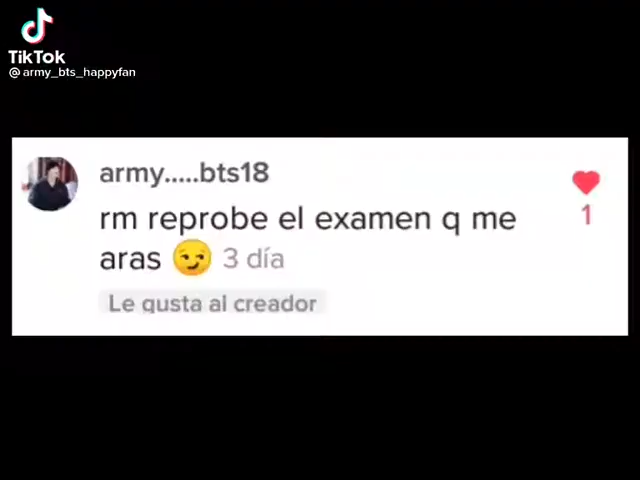 TikTok
@army_bts_happyfan
army.....bts18
rm reprobe el examen q me
aras 😏 3 día
1
Le gusta al creador